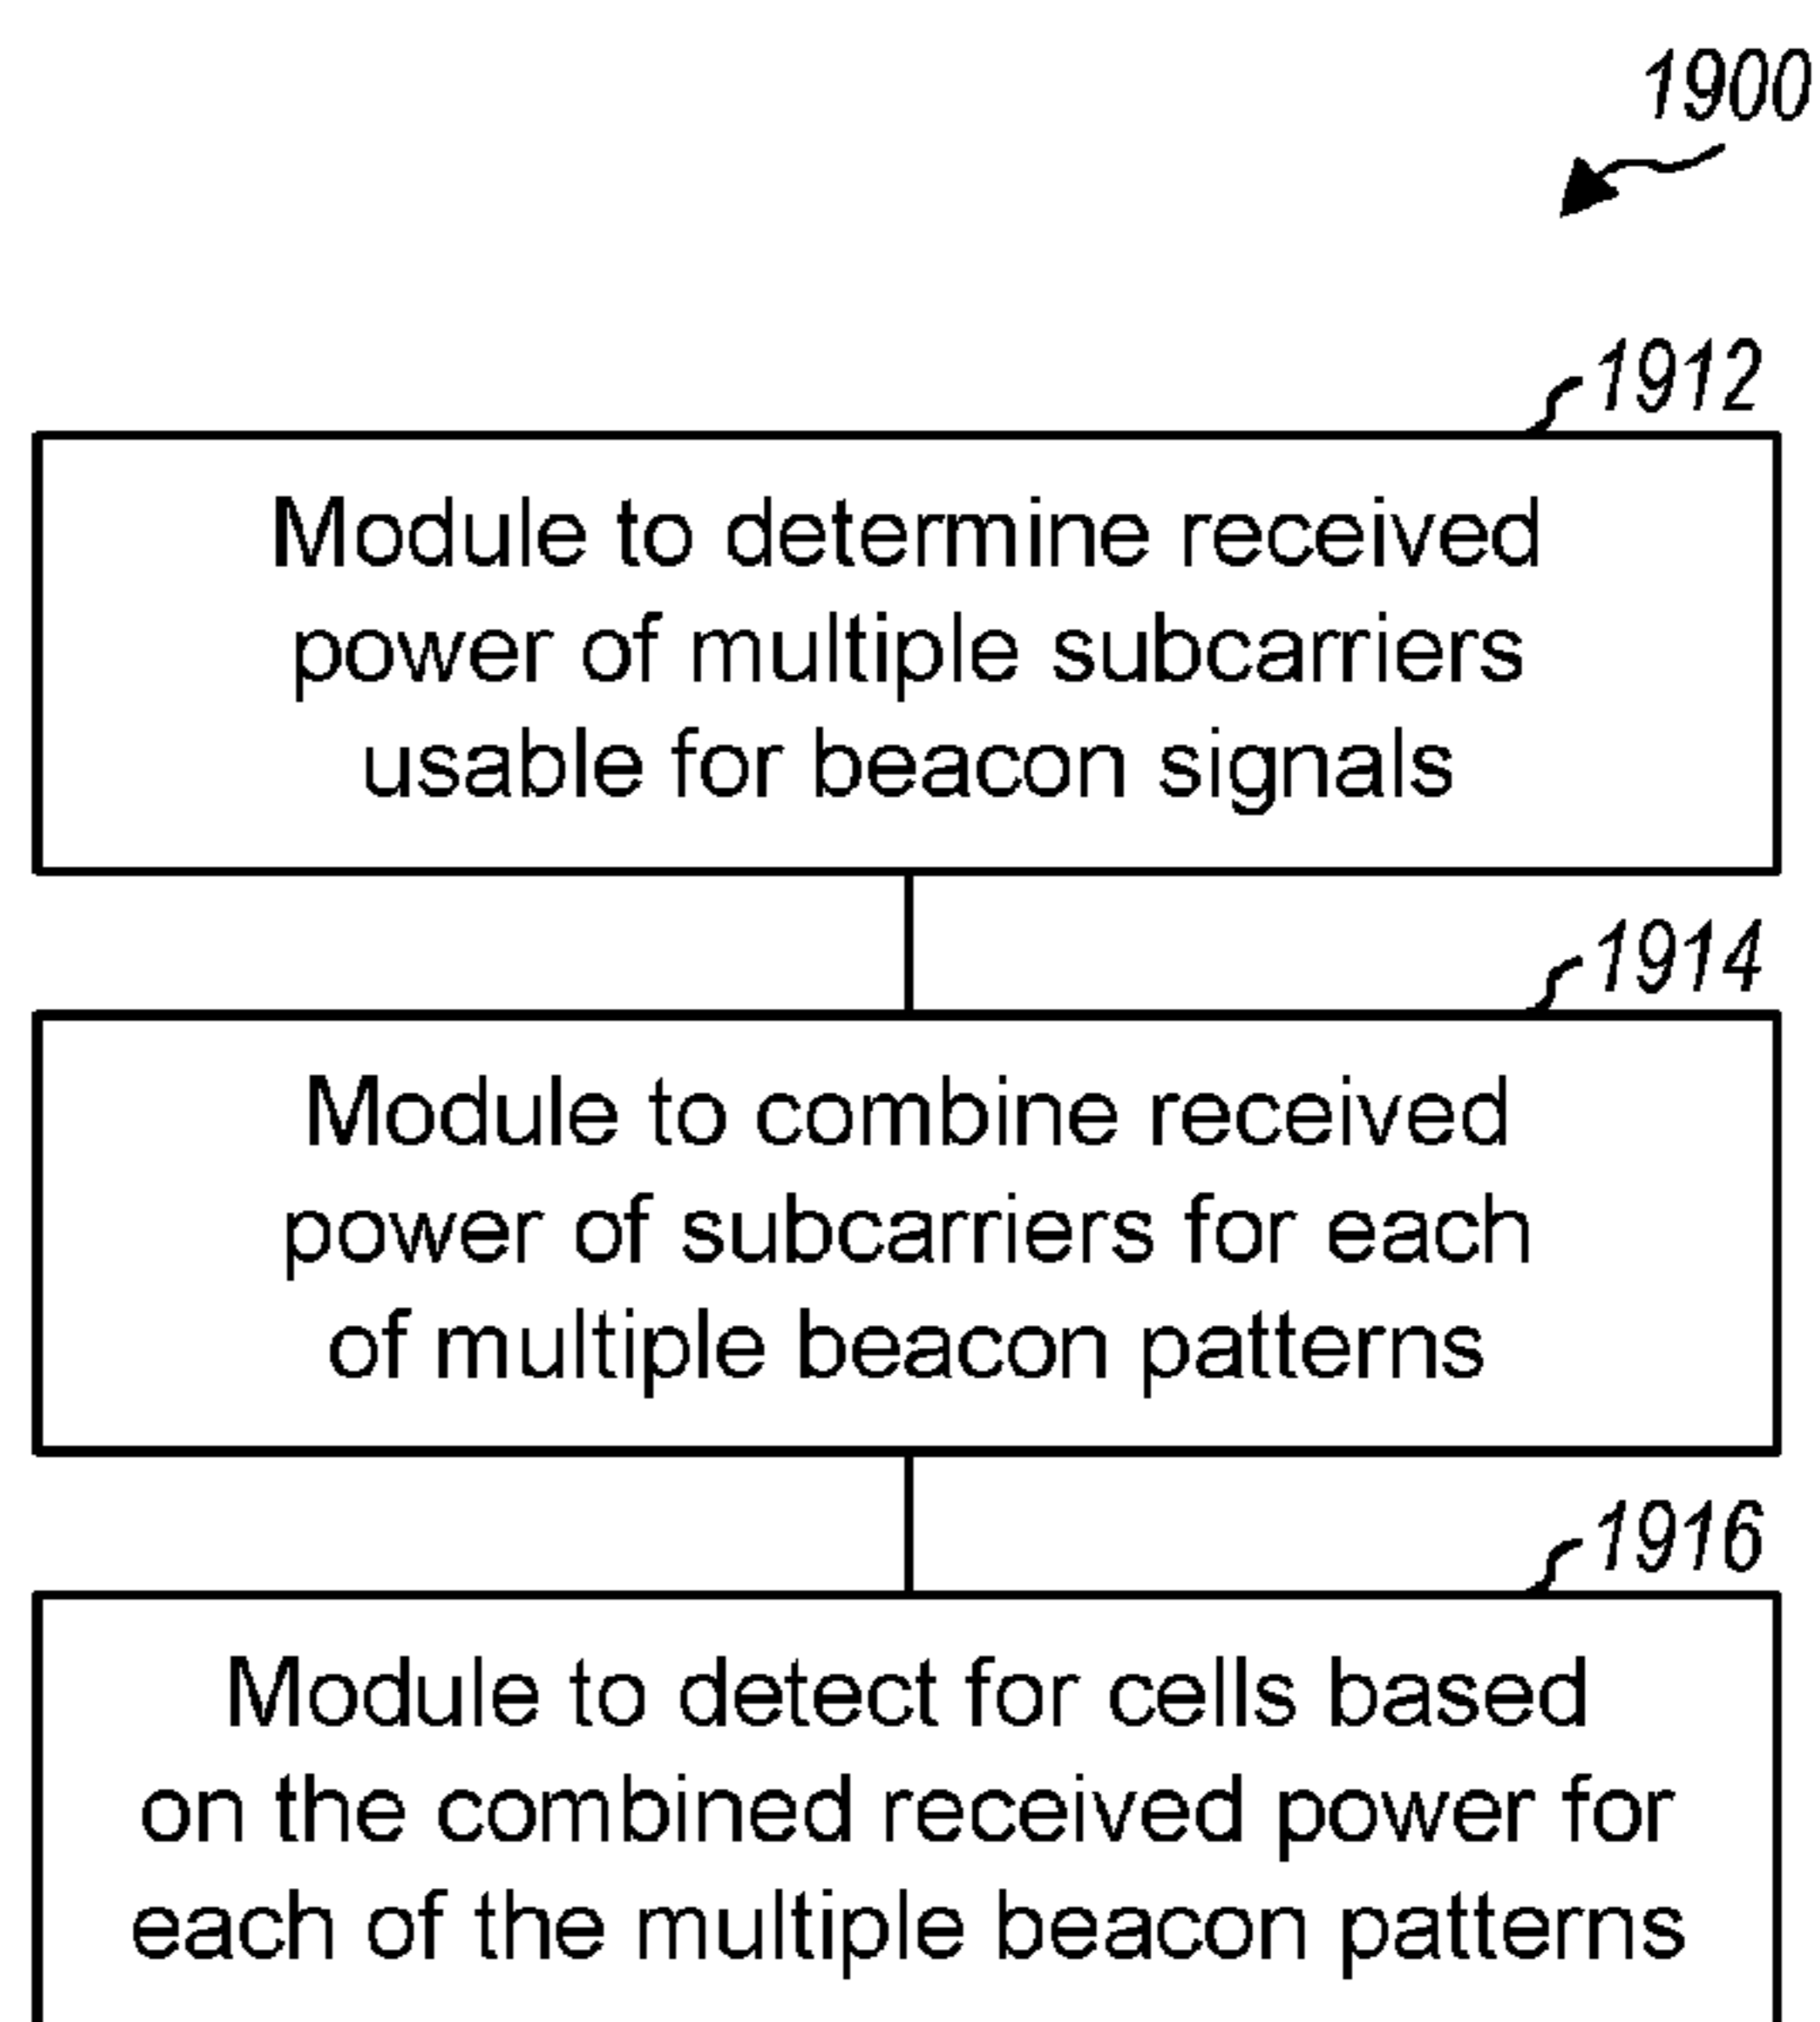 1900
1912
Module to determine received
power of multiple subcarriers
usable for beacon signals
1914
Module to combine received
power of subcarriers for each
of multiple beacon patterns
1916
Module to detect for cells based
on the combined received power for
each of the multiple beacon patterns